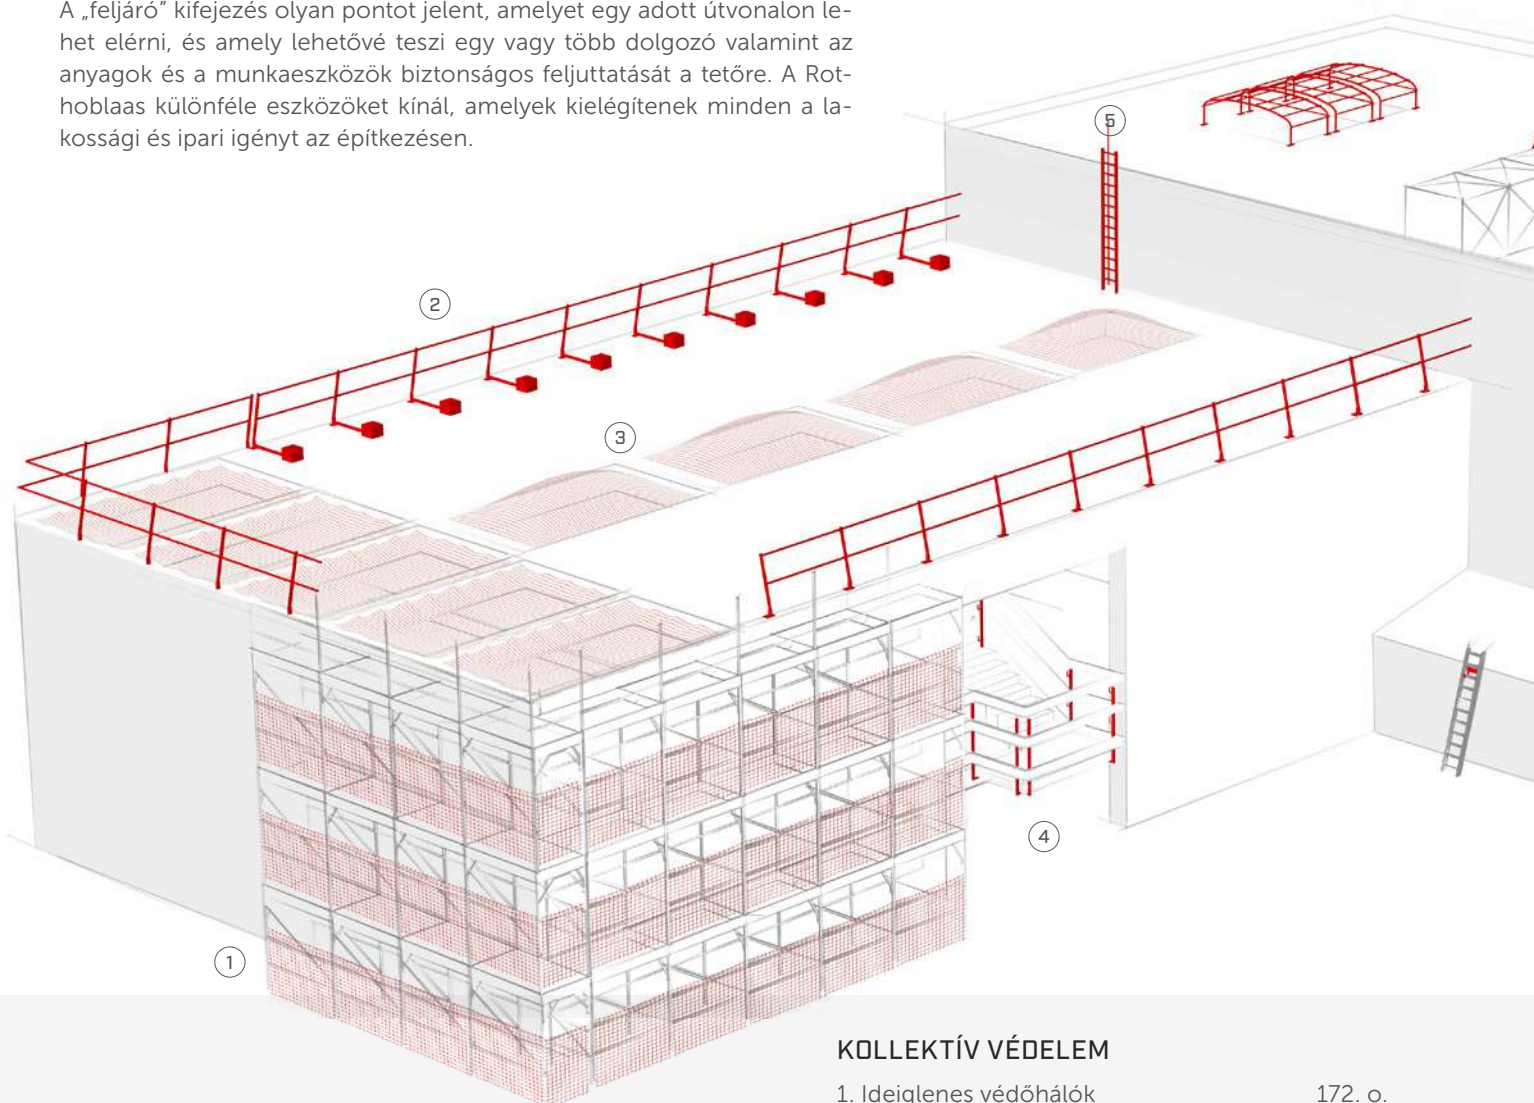 A „feljáró” kifejezés olyan pontot jelent, amelyet egy adott útvonalon le-
het elérni, és amely lehetővé teszi egy vagy több dolgozó valamint az
anyagok és a munkaeszközök biztonságos feljuttatását a tetőre. A Rot-
hoblaas különféle eszközöket kínál, amelyek kielégítenek minden a la-
kossági és ipari igényt az építkezésen.
5
2
3
4
1
KOLLEKTÍV VÉDELEM
1. Ideiglenes védőhálók 172. o.